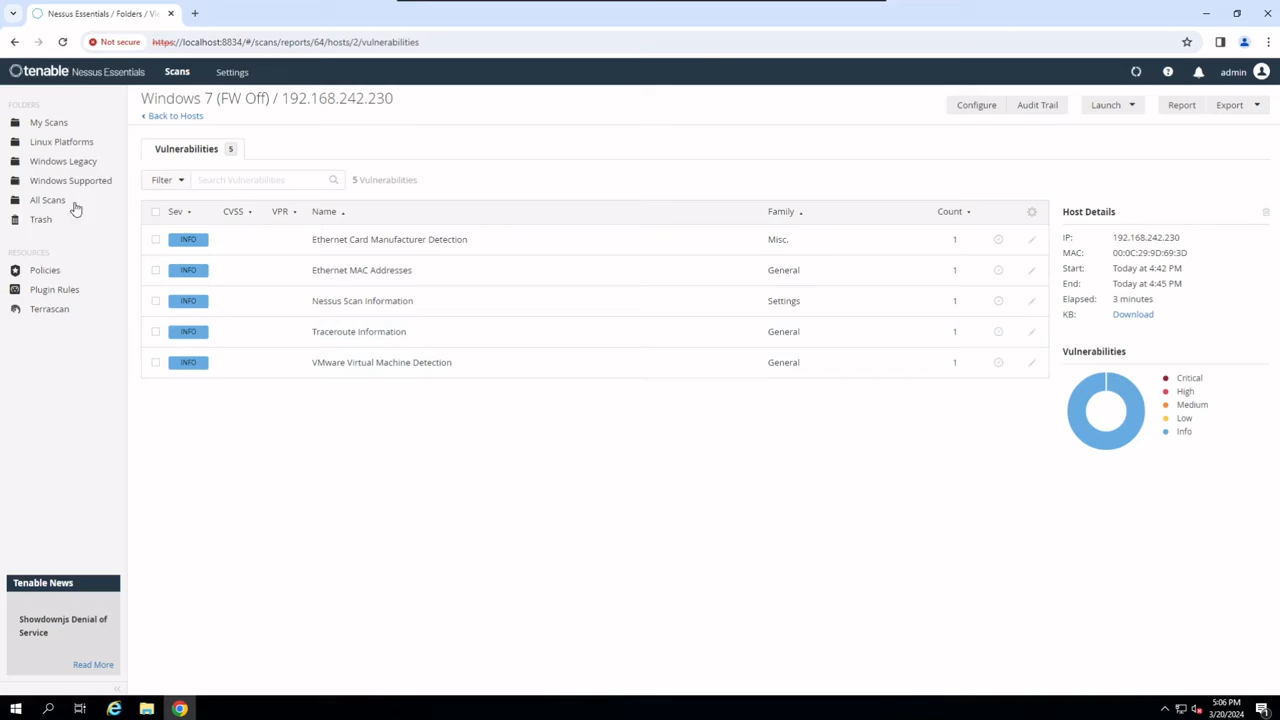 Nessus Essentials / Folders / Vi
Not secure https://localhost:8834/#/scans/reports/64/hosts/2/vulnerabilities
tenable Nessus Essentials Scans Settings admin
FOLDERS
My Scans
Linux Platforms
Windows Legacy
Windows Supported
All Scans
Trash
RESOURCES
Policies
Plugin Rules
Terrascan
Tenable News
Showdownjs Denial of
Service
Read More
Windows 7 (FW Off) / 192.168.242.230
Back to Hosts
Configure Audit Trail Launch Report Export
Vulnerabilities 5
Filter Search Vulnerabilities 5 Vulnerabilities
Sev CVSS VPR Name Family Count
INFO Ethernet Card Manufacturer Detection Misc. 1
INFO Ethernet MAC Addresses General 1
INFO Nessus Scan Information Settings 1
INFO Traceroute Information General 1
INFO VMware Virtual Machine Detection General 1
Host Details
IP: 192.168.242.230
MAC: 00:0C:29:9D:69:3D
Start: Today at 4:42 PM
End: Today at 4:45 PM
Elapsed: 3 minutes
KB: Download
Vulnerabilities
Critical
High
Medium
Low
Info
5:06 PM
3/20/2024